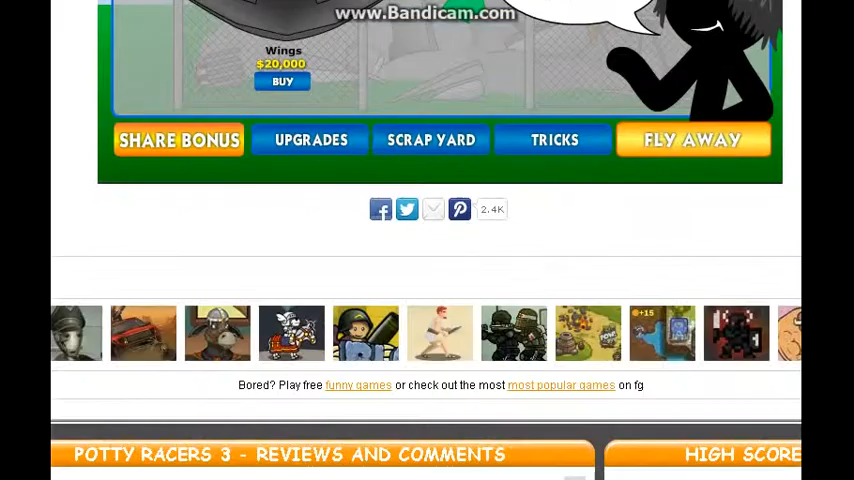 www.Bandicam.com
Wings
$20,000
BUY
SHARE BONUS UPGRADES SCRAP YARD TRICKS FLY AWAY
2.4K
+15
Bored? Play free funny games or check out the most most popular games on fg
POTTY RACERS 3 - REVIEWS AND COMMENTS HIGH SCORE